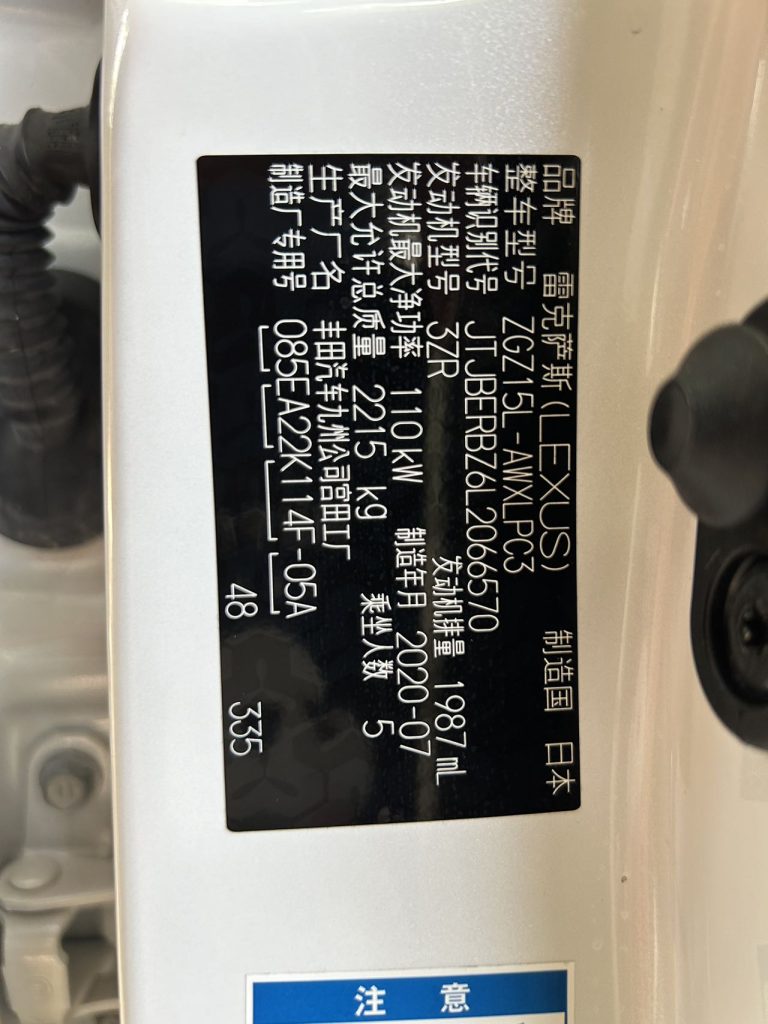 品牌 雷克萨斯(LEXUS) 制造国 日本
整车型号 ZGZ15L-AWXLPC3
车辆识别代号 JTJBERBZ6L2066570
发动机型号 3ZR 发动机排量 1987 mL
发动机最大净功率 110kW 制造年月 2020-07
最大允许总质量 2215 kg 乘坐人数 5
生产厂名 丰田汽车九州公司宫田工厂
制造厂专用号 085EA22K114F-05A
48 335
注意